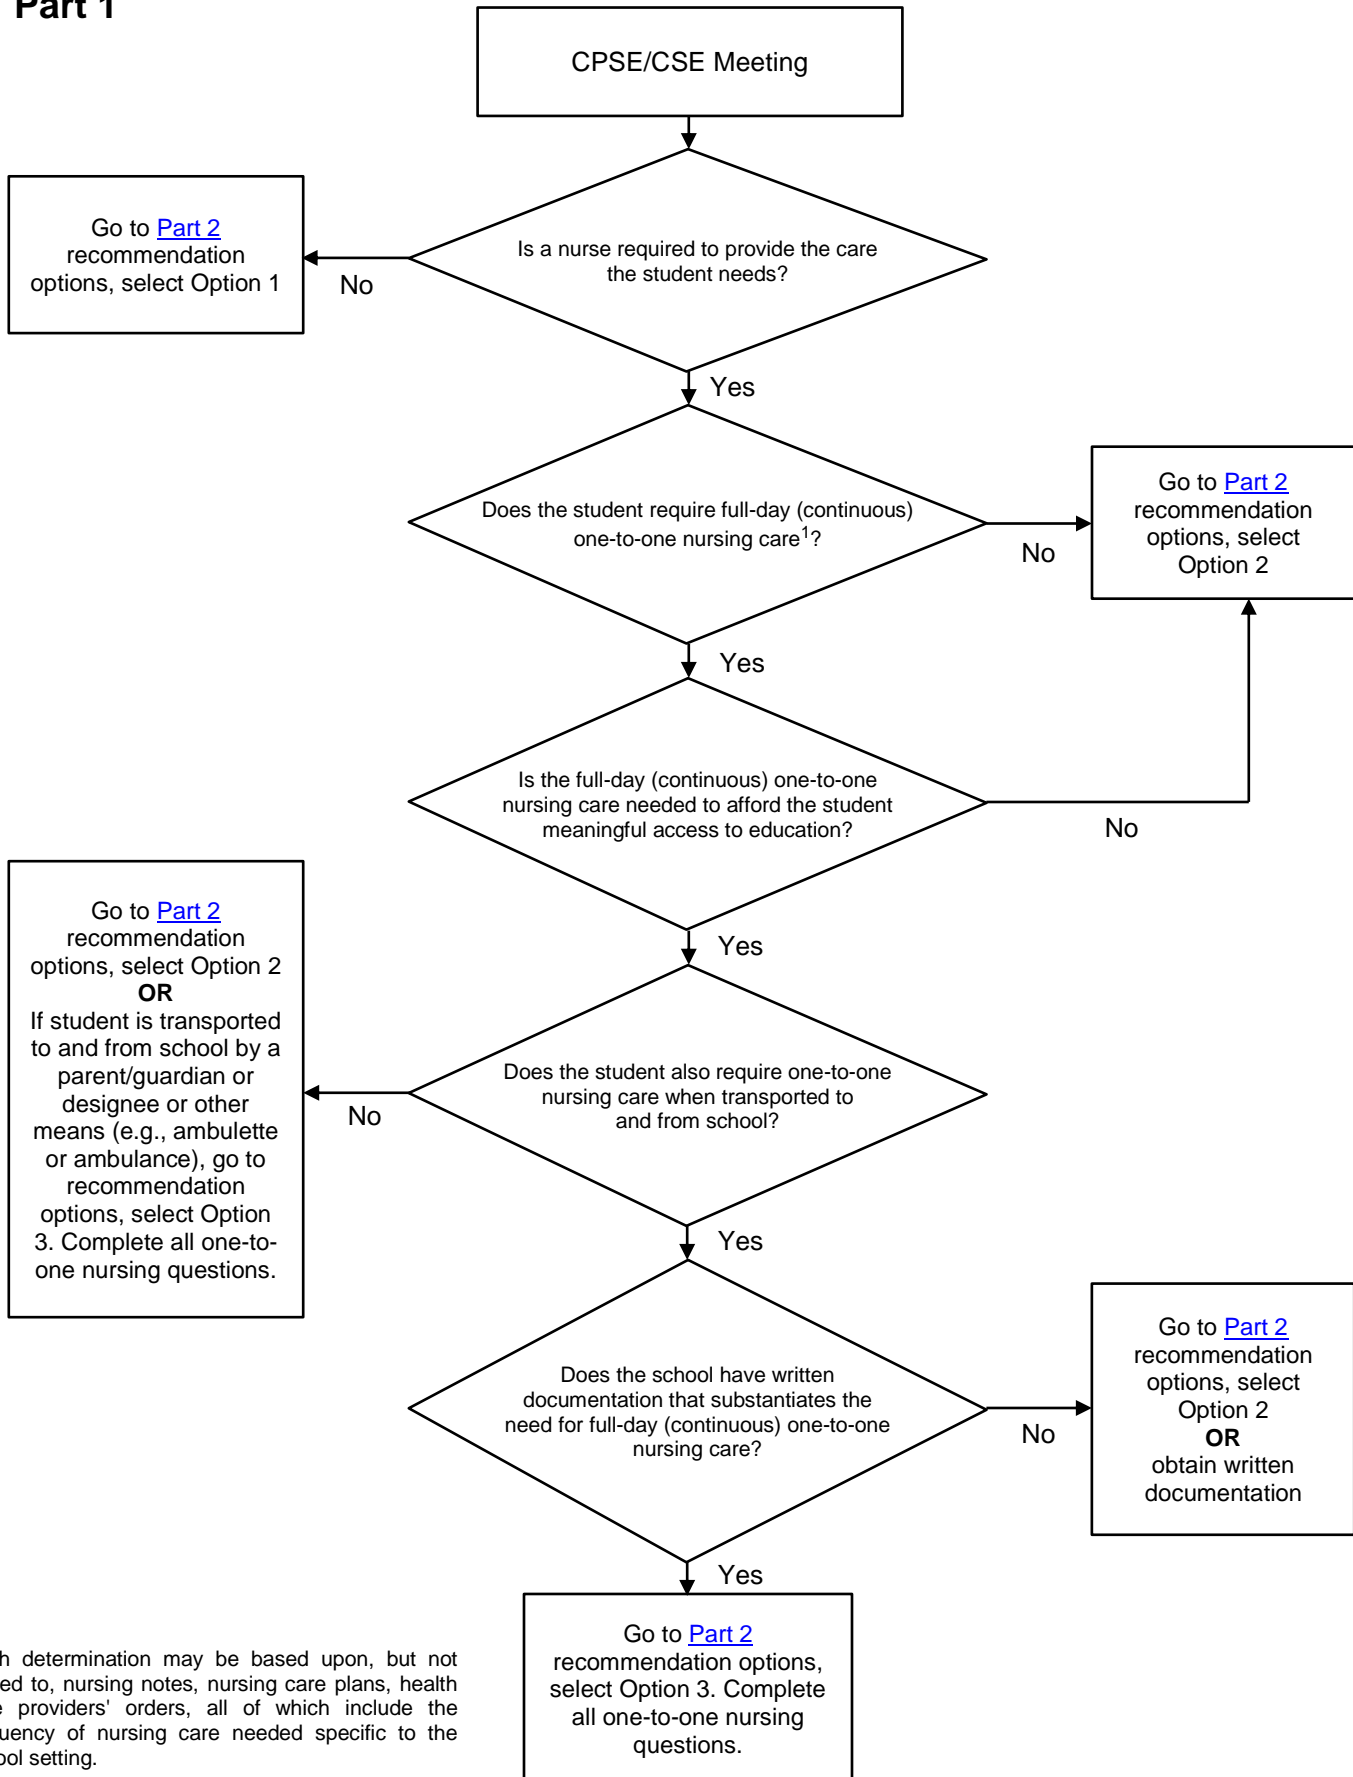 Part 1
CPSE/CSE Meeting
Is a nurse required to provide the care
the student needs?
No
Go to Part 2
recommendation
options, select Option 1
Yes
Does the student require full-day (continuous)
one-to-one nursing care1?
No
Go to Part 2
recommendation
options, select
Option 2
Yes
Is the full-day (continuous) one-to-one
nursing care needed to afford the student
meaningful access to education?
No
Yes
Does the student also require one-to-one
nursing care when transported to
and from school?
No
Go to Part 2
recommendation
options, select Option 2
OR
If student is transported
to and from school by a
parent/guardian or
designee or other
means (e.g., ambulette
or ambulance), go to
recommendation
options, select Option
3. Complete all one-to-
one nursing questions.
Yes
Does the school have written
documentation that substantiates the
need for full-day (continuous) one-to-one
nursing care?
No
Go to Part 2
recommendation
options, select
Option 2
OR
obtain written
documentation
Yes
Go to Part 2
recommendation options,
select Option 3. Complete
all one-to-one nursing
questions.
determination may be based upon, but not
to, nursing notes, nursing care plans, health
providers' orders, all of which include the
of nursing care needed specific to the
setting.